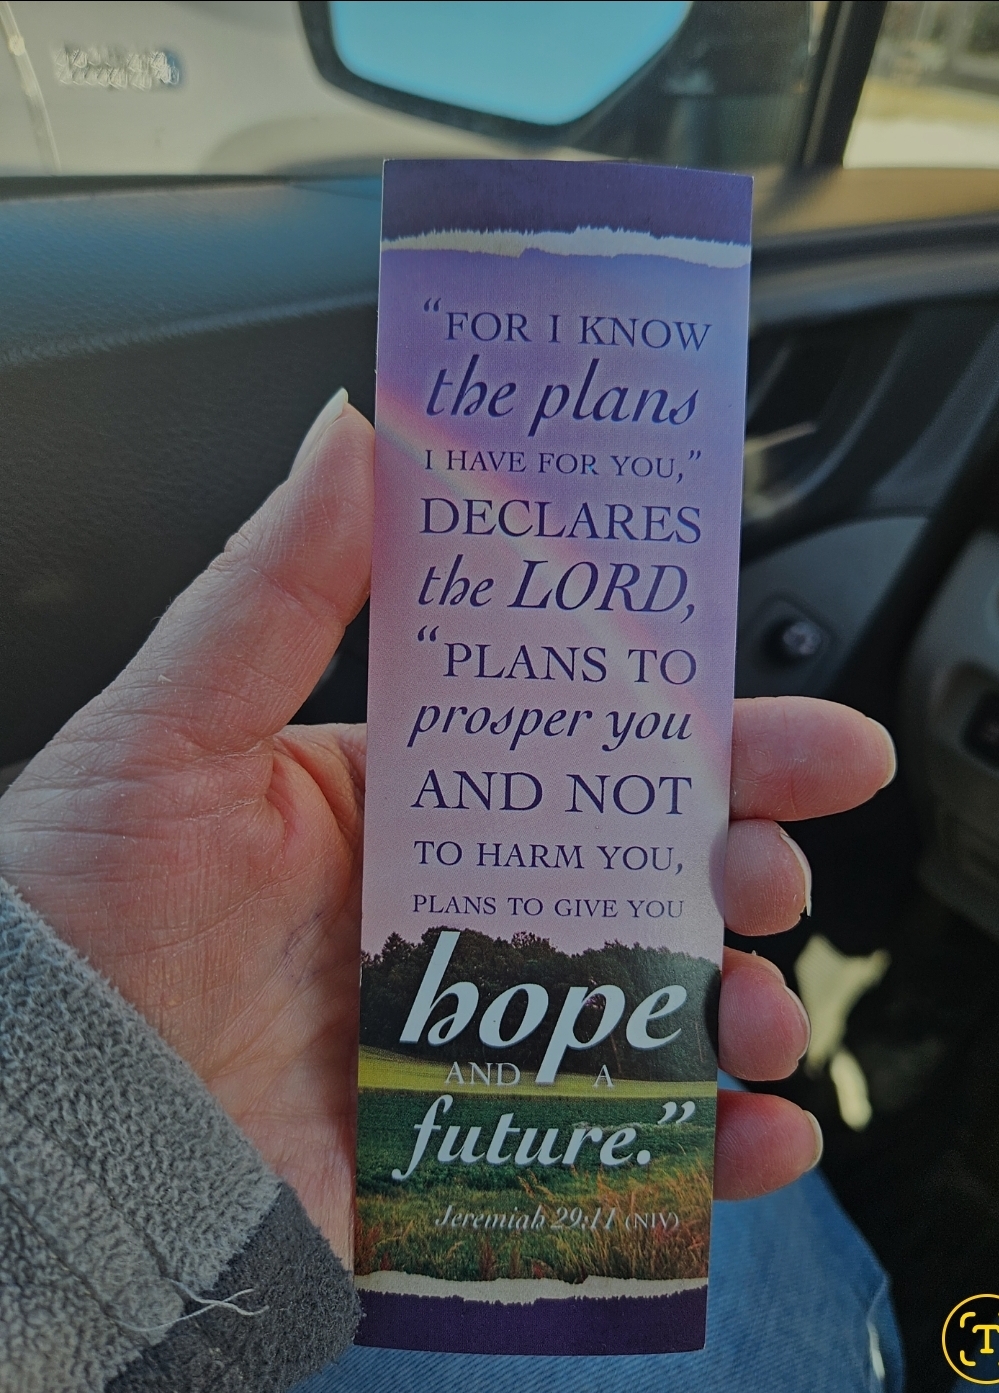 “FOR I KNOW
the plans
I HAVE FOR YOU,”
DECLARES
the LORD,
“PLANS TO
prosper you
AND NOT
TO HARM YOU,
PLANS TO GIVE YOU
hope
AND A
future.”
Jeremiah 29:11 (NIV)
T